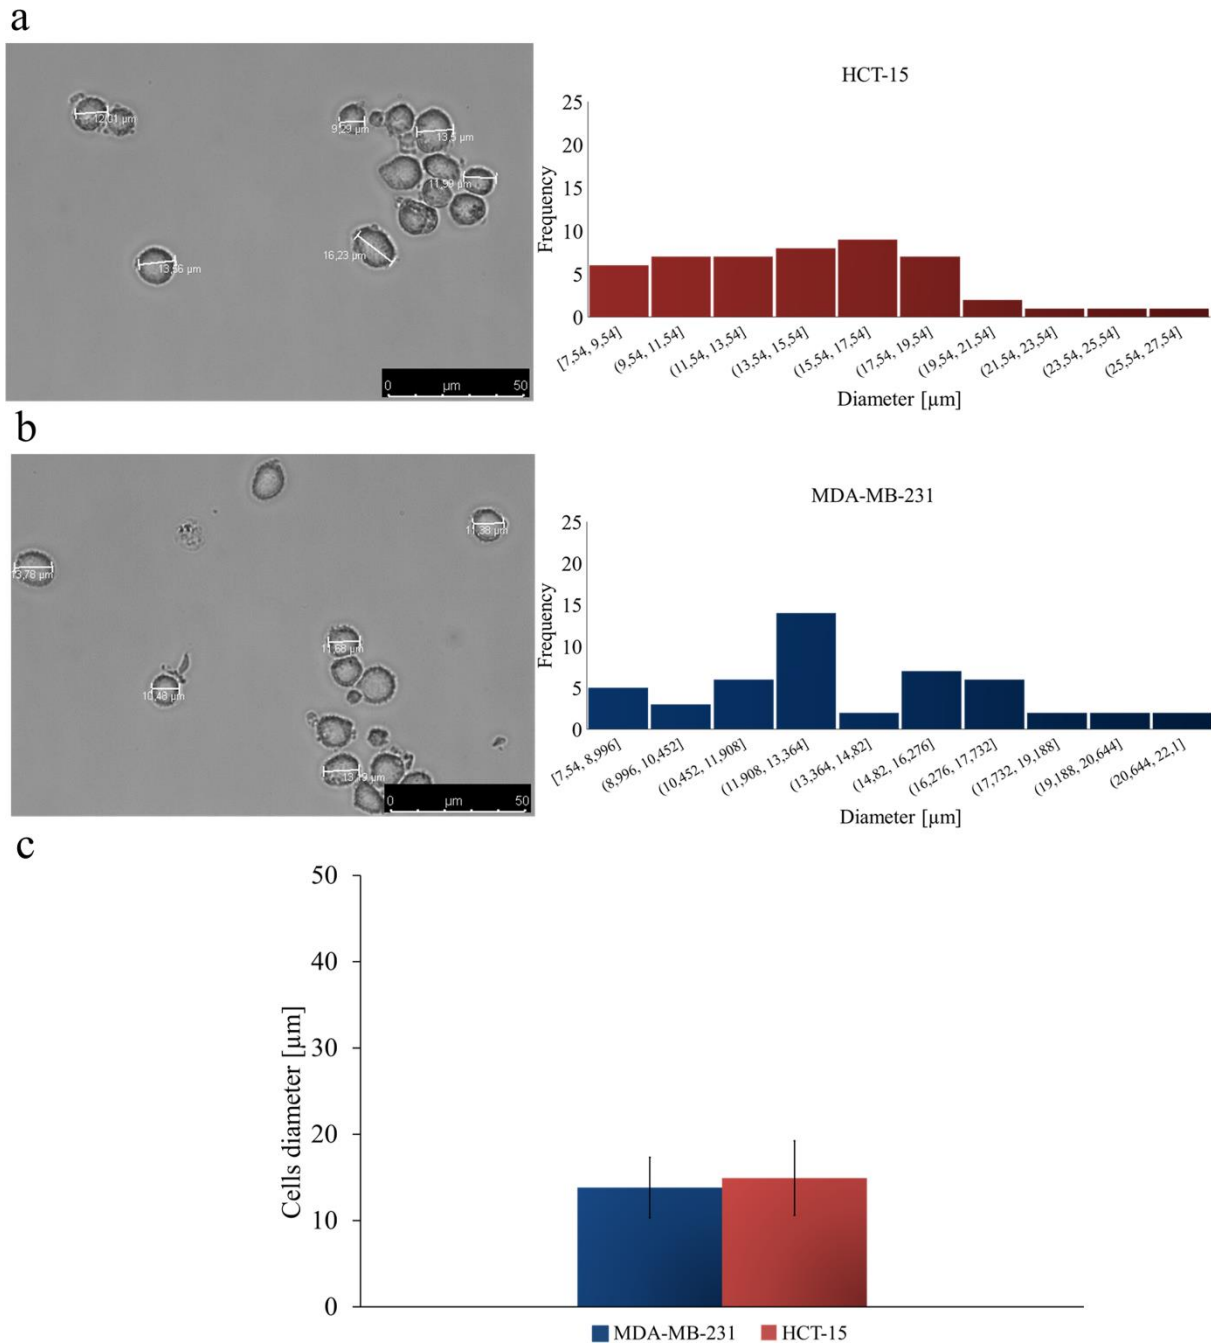 a
12,01 µm
9,29 µm
13,5 µm
11,99 µm
16,23 µm
13,56 µm
0 µm 50
HCT-15
Frequency
25
20
15
10
5
0
[7,54, 9,54]
(9,54, 11,54]
(11,54, 13,54]
(13,54, 15,54]
(15,54, 17,54]
(17,54, 19,54]
(19,54, 21,54]
(21,54, 23,54]
(23,54, 25,54]
(25,54, 27,54]
Diameter [µm]
b
11,38 µm
13,78 µm
11,68 µm
10,48 µm
0 µm 50
MDA-MB-231
Frequency
25
20
15
10
5
0
[7,54, 8,996]
(8,996, 10,452]
(10,452, 11,908]
(11,908, 13,364]
(13,364, 14,82]
(14,82, 16,276]
(16,276, 17,732]
(17,732, 19,188]
(19,188, 20,644]
(20,644, 22,1]
Diameter [µm]
c
Cells diameter [µm]
50
40
30
20
10
0
MDA-MB-231 HCT-15